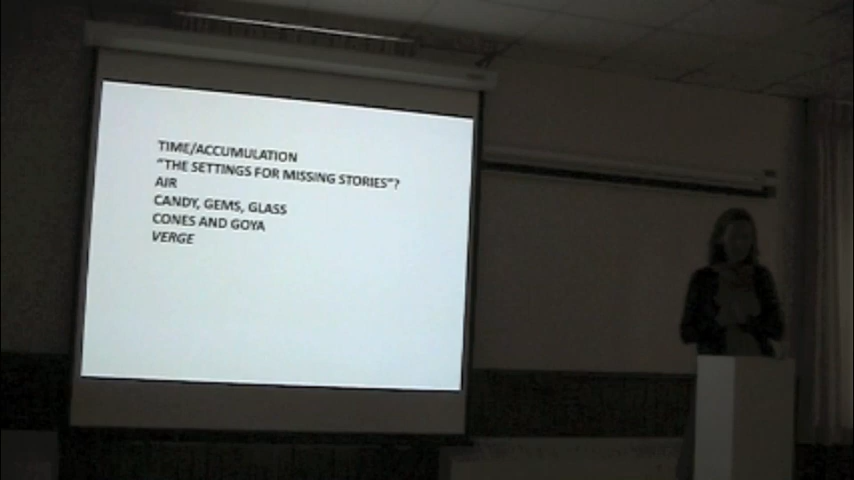 TIME/ACCUMULATION
"THE SETTINGS FOR MISSING STORIES"?
AIR
CANDY, GEMS, GLASS
CONES AND GOYA
VERGE